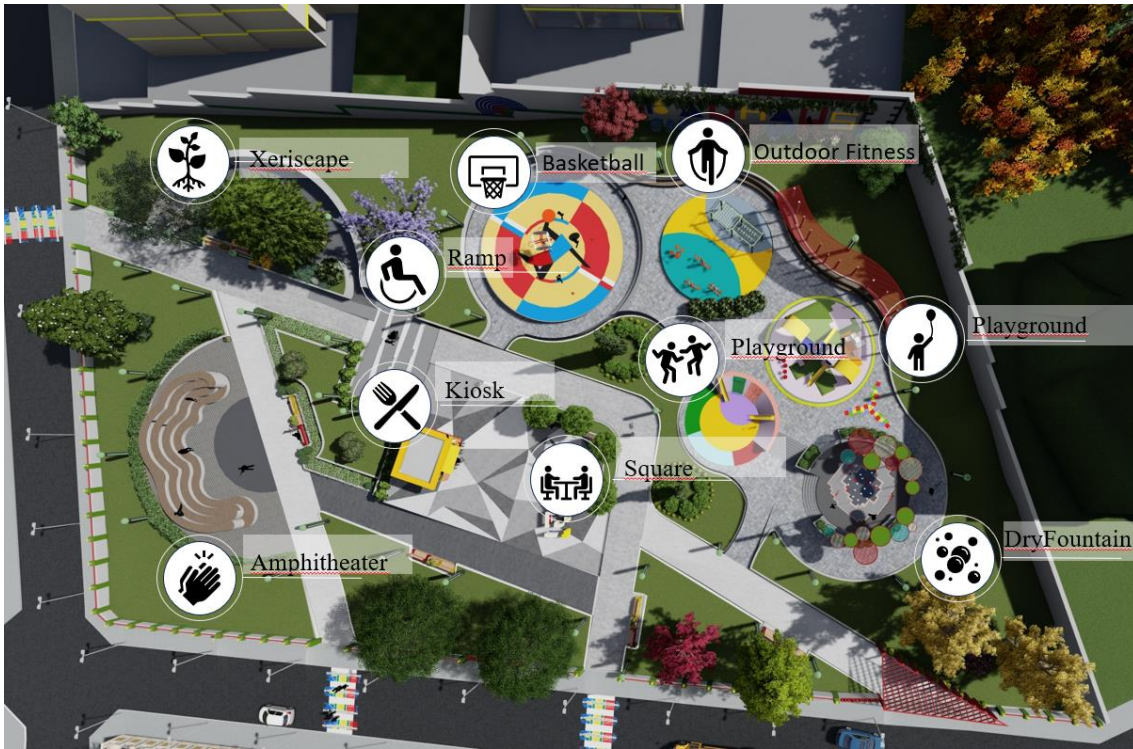 Xeriscape
Basketball
Outdoor Fitness
Ramp
Playground
Playground
Kiosk
Square
Amphitheater
DryFountain